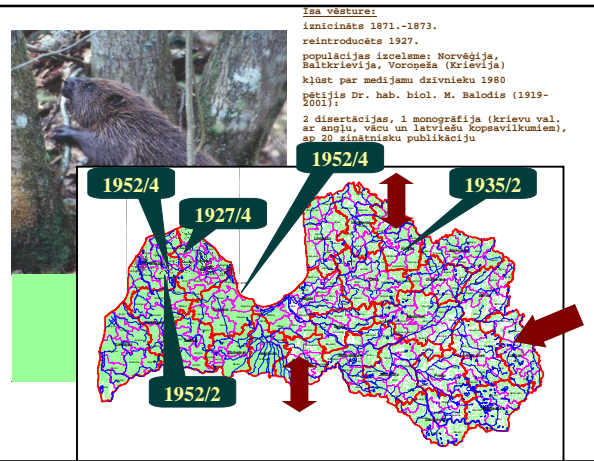 Īsa vēsture:
iznīcināts 1871.-1873.
reintroducēts 1927.
populācijas izcelsme: Norvēģija,
Baltkrievija, Voroņeža (Krievija)
kļūst par medījamu dzīvnieku 1980
pētījis Dr. hab. biol. M. Balodis (1919-
2001):
2 disertācijas, 1 monogrāfija (krievu val.
ar angļu, vācu un latviešu kopsavilkumiem),
ap 20 zinātnisku publikāciju
1952/4
1952/4
1935/2
1927/4
1952/2